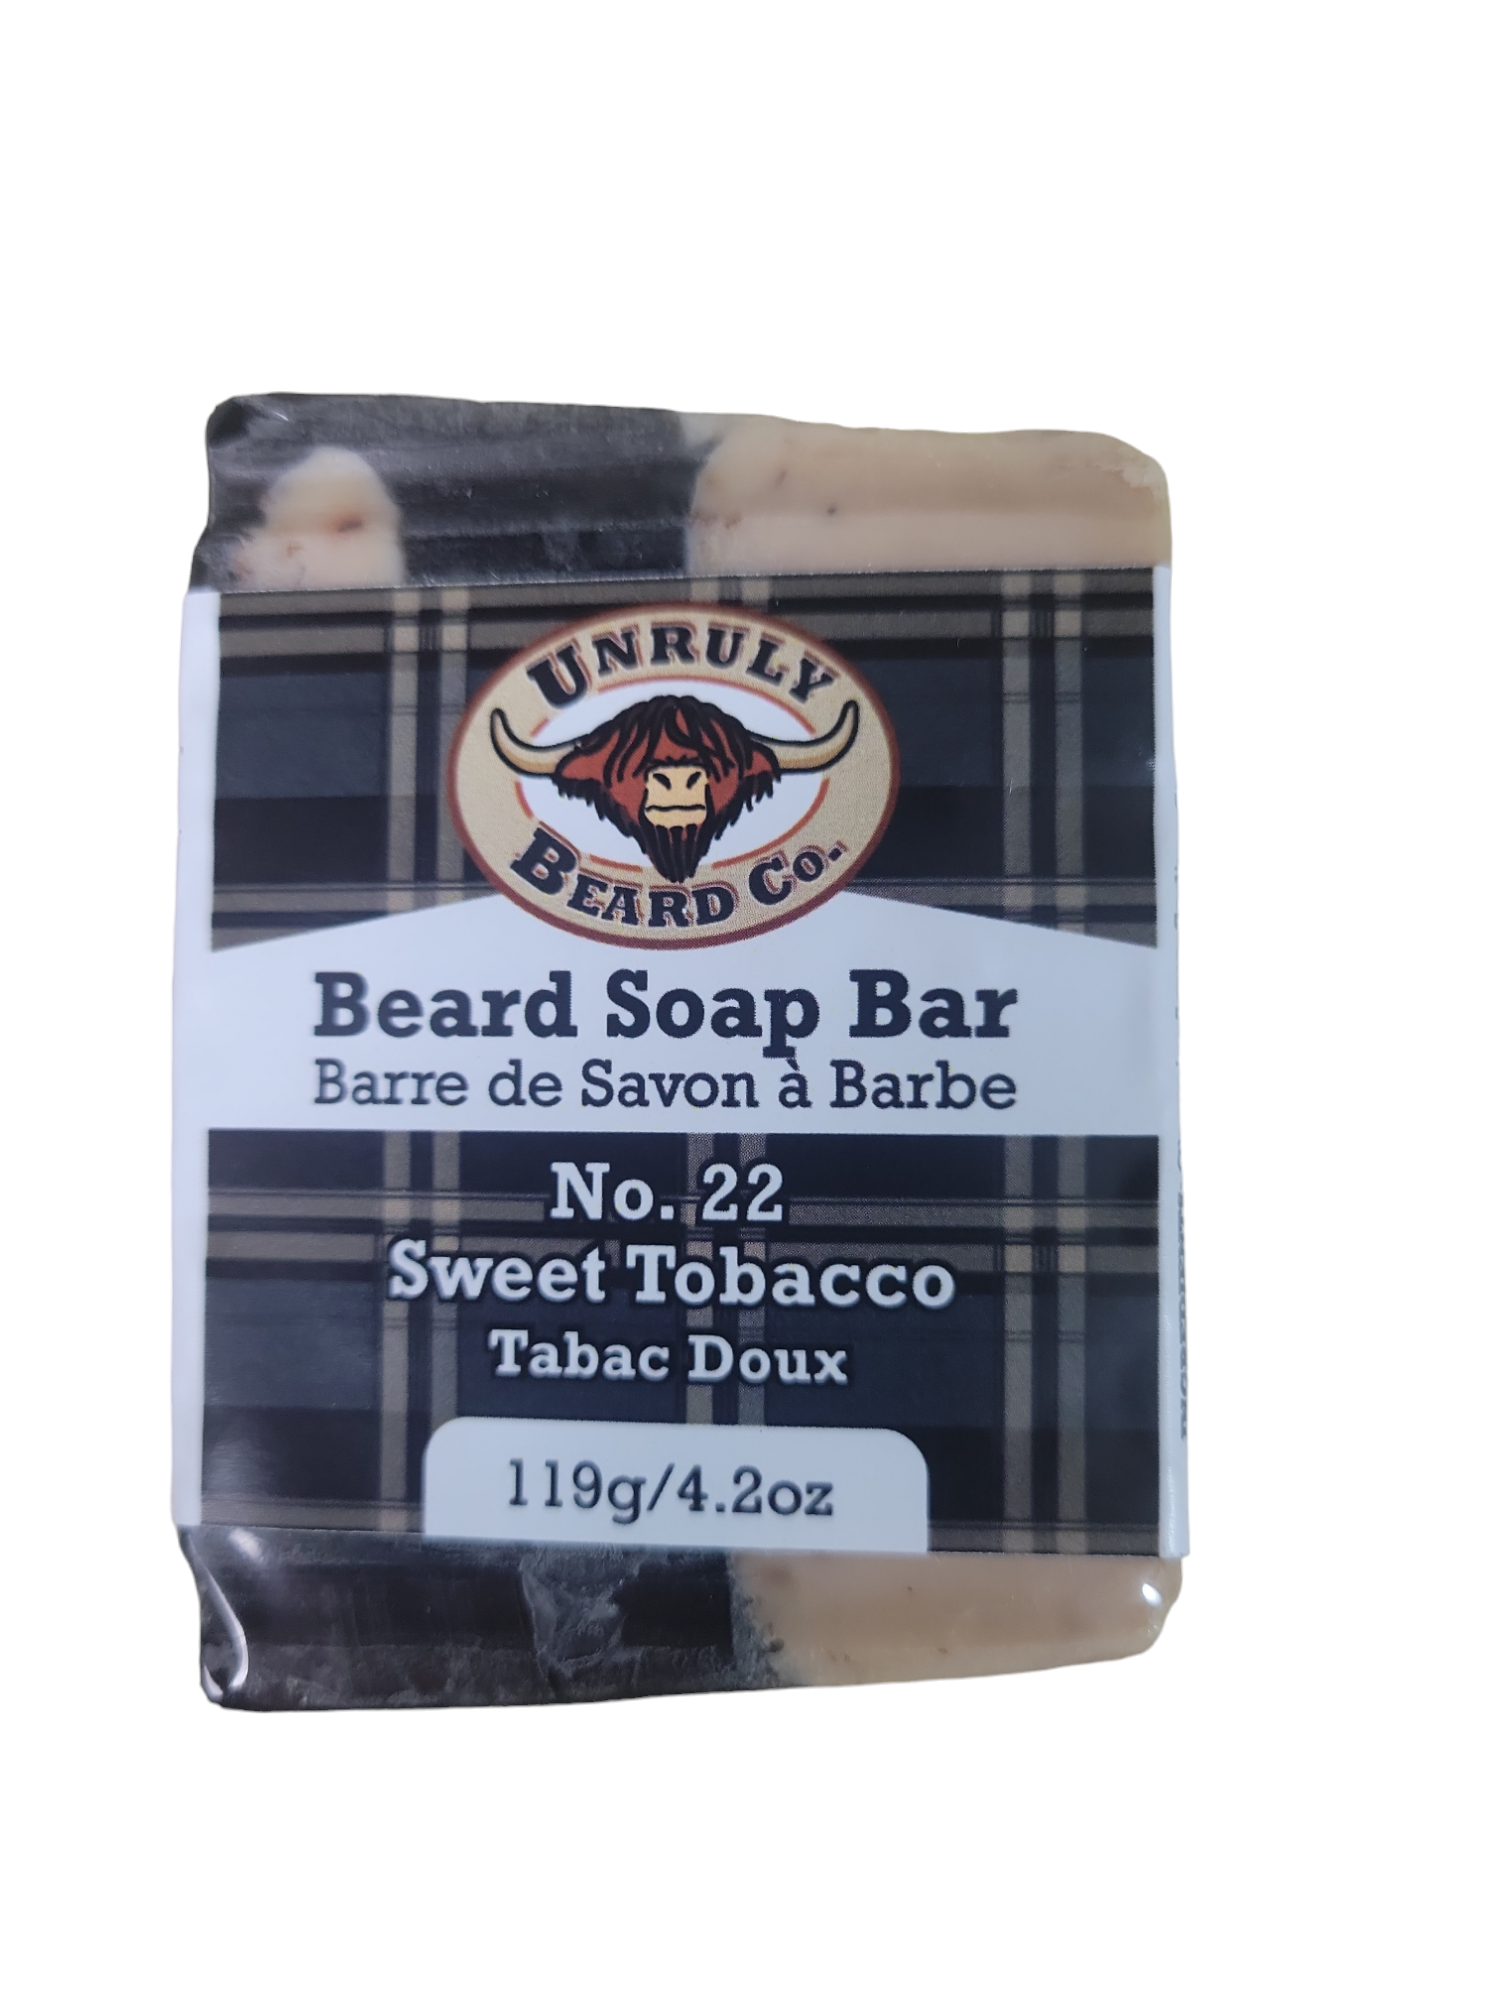 UNRULY
BEARD CO.
Beard Soap Bar
Barre de Savon à Barbe
No. 22
Sweet Tobacco
Tabac Doux
119g/4.2oz